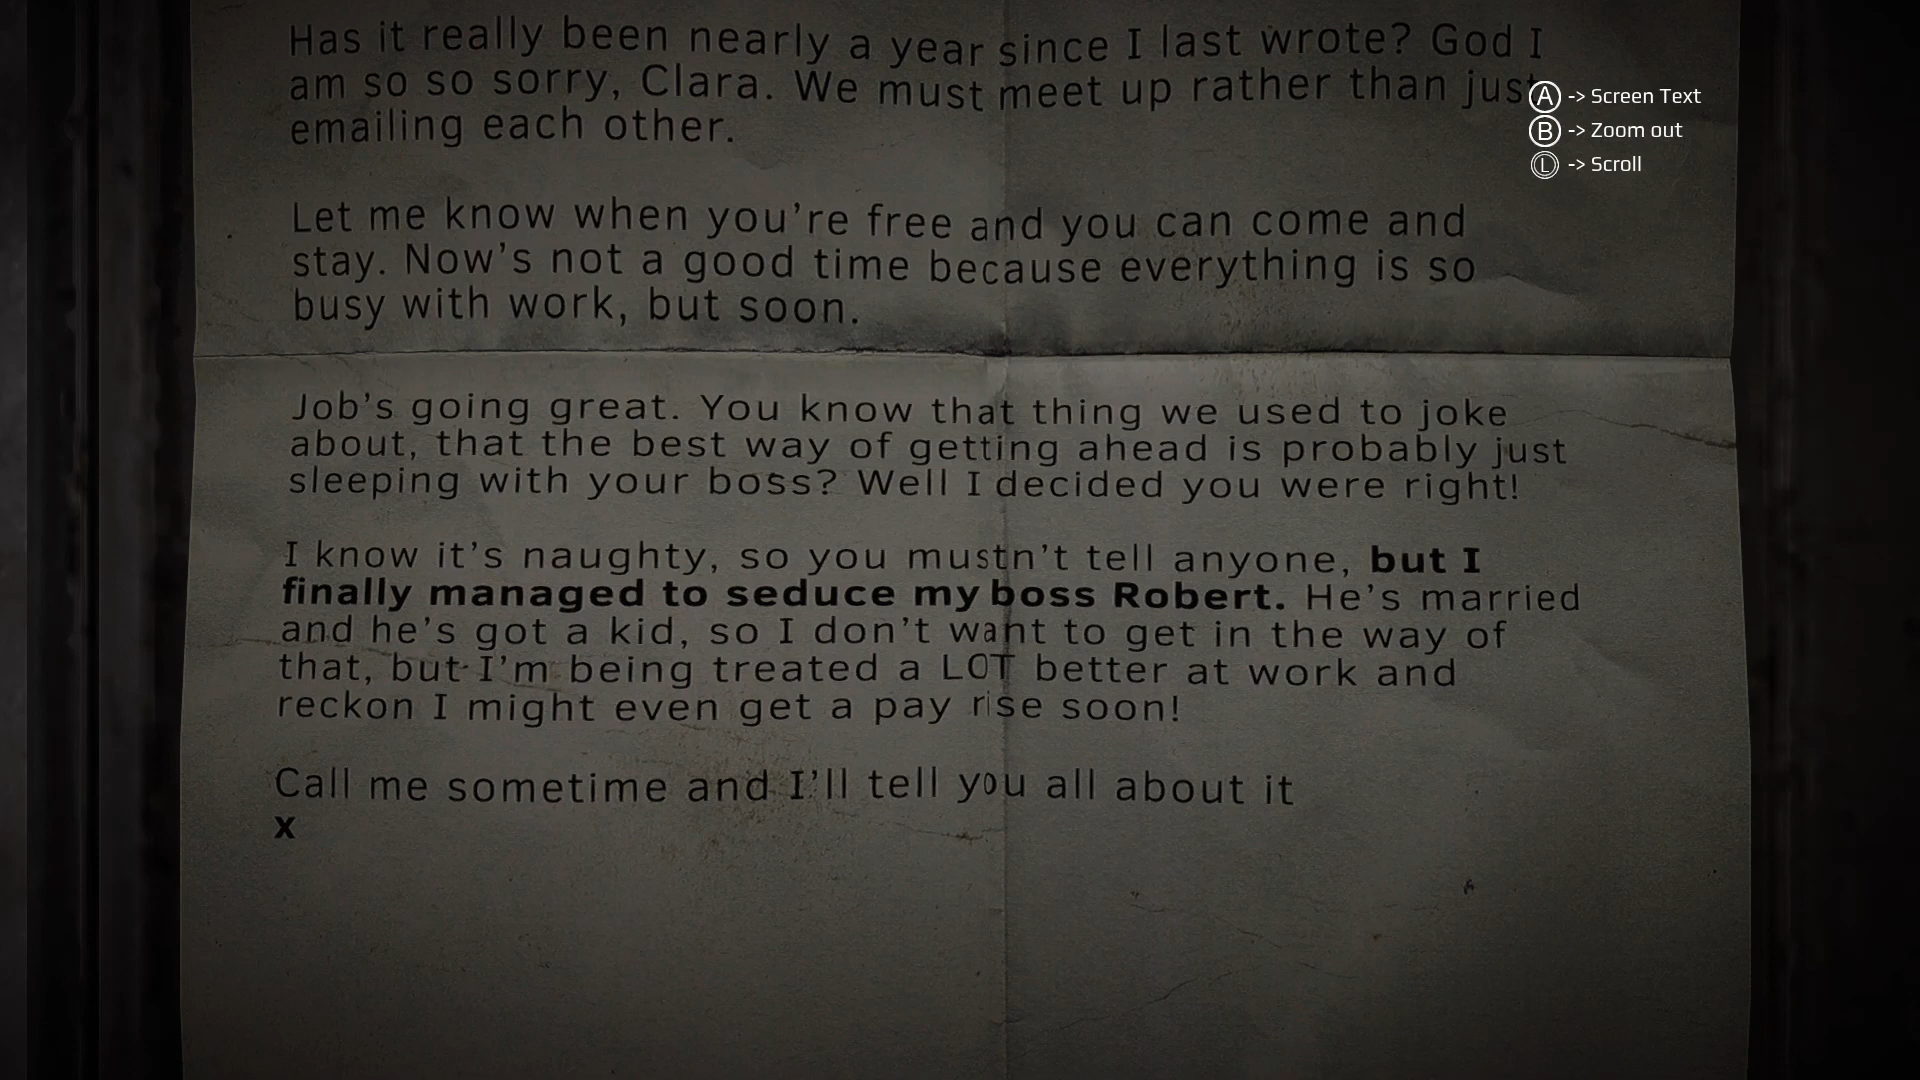 Has it really been nearly a year since I last wrote? God I
am so so sorry, Clara. We must meet up rather than just
emailing each other.
Let me know when you're free and you can come and
stay. Now's not a good time because everything is so
busy with work, but soon.
Job's going great. You know that thing we used to joke
about, that the best way of getting ahead is probably just
sleeping with your boss? Well I decided you were right!
I know it's naughty, so you mustn't tell anyone, but I
finally managed to seduce my boss Robert. He's married
and he's got a kid, so I don't want to get in the way of
that, but I'm being treated a LOT better at work and
reckon I might even get a pay rise soon!
Call me sometime and I'll tell you all about it
x
A -> Screen Text
B -> Zoom out
L -> Scroll